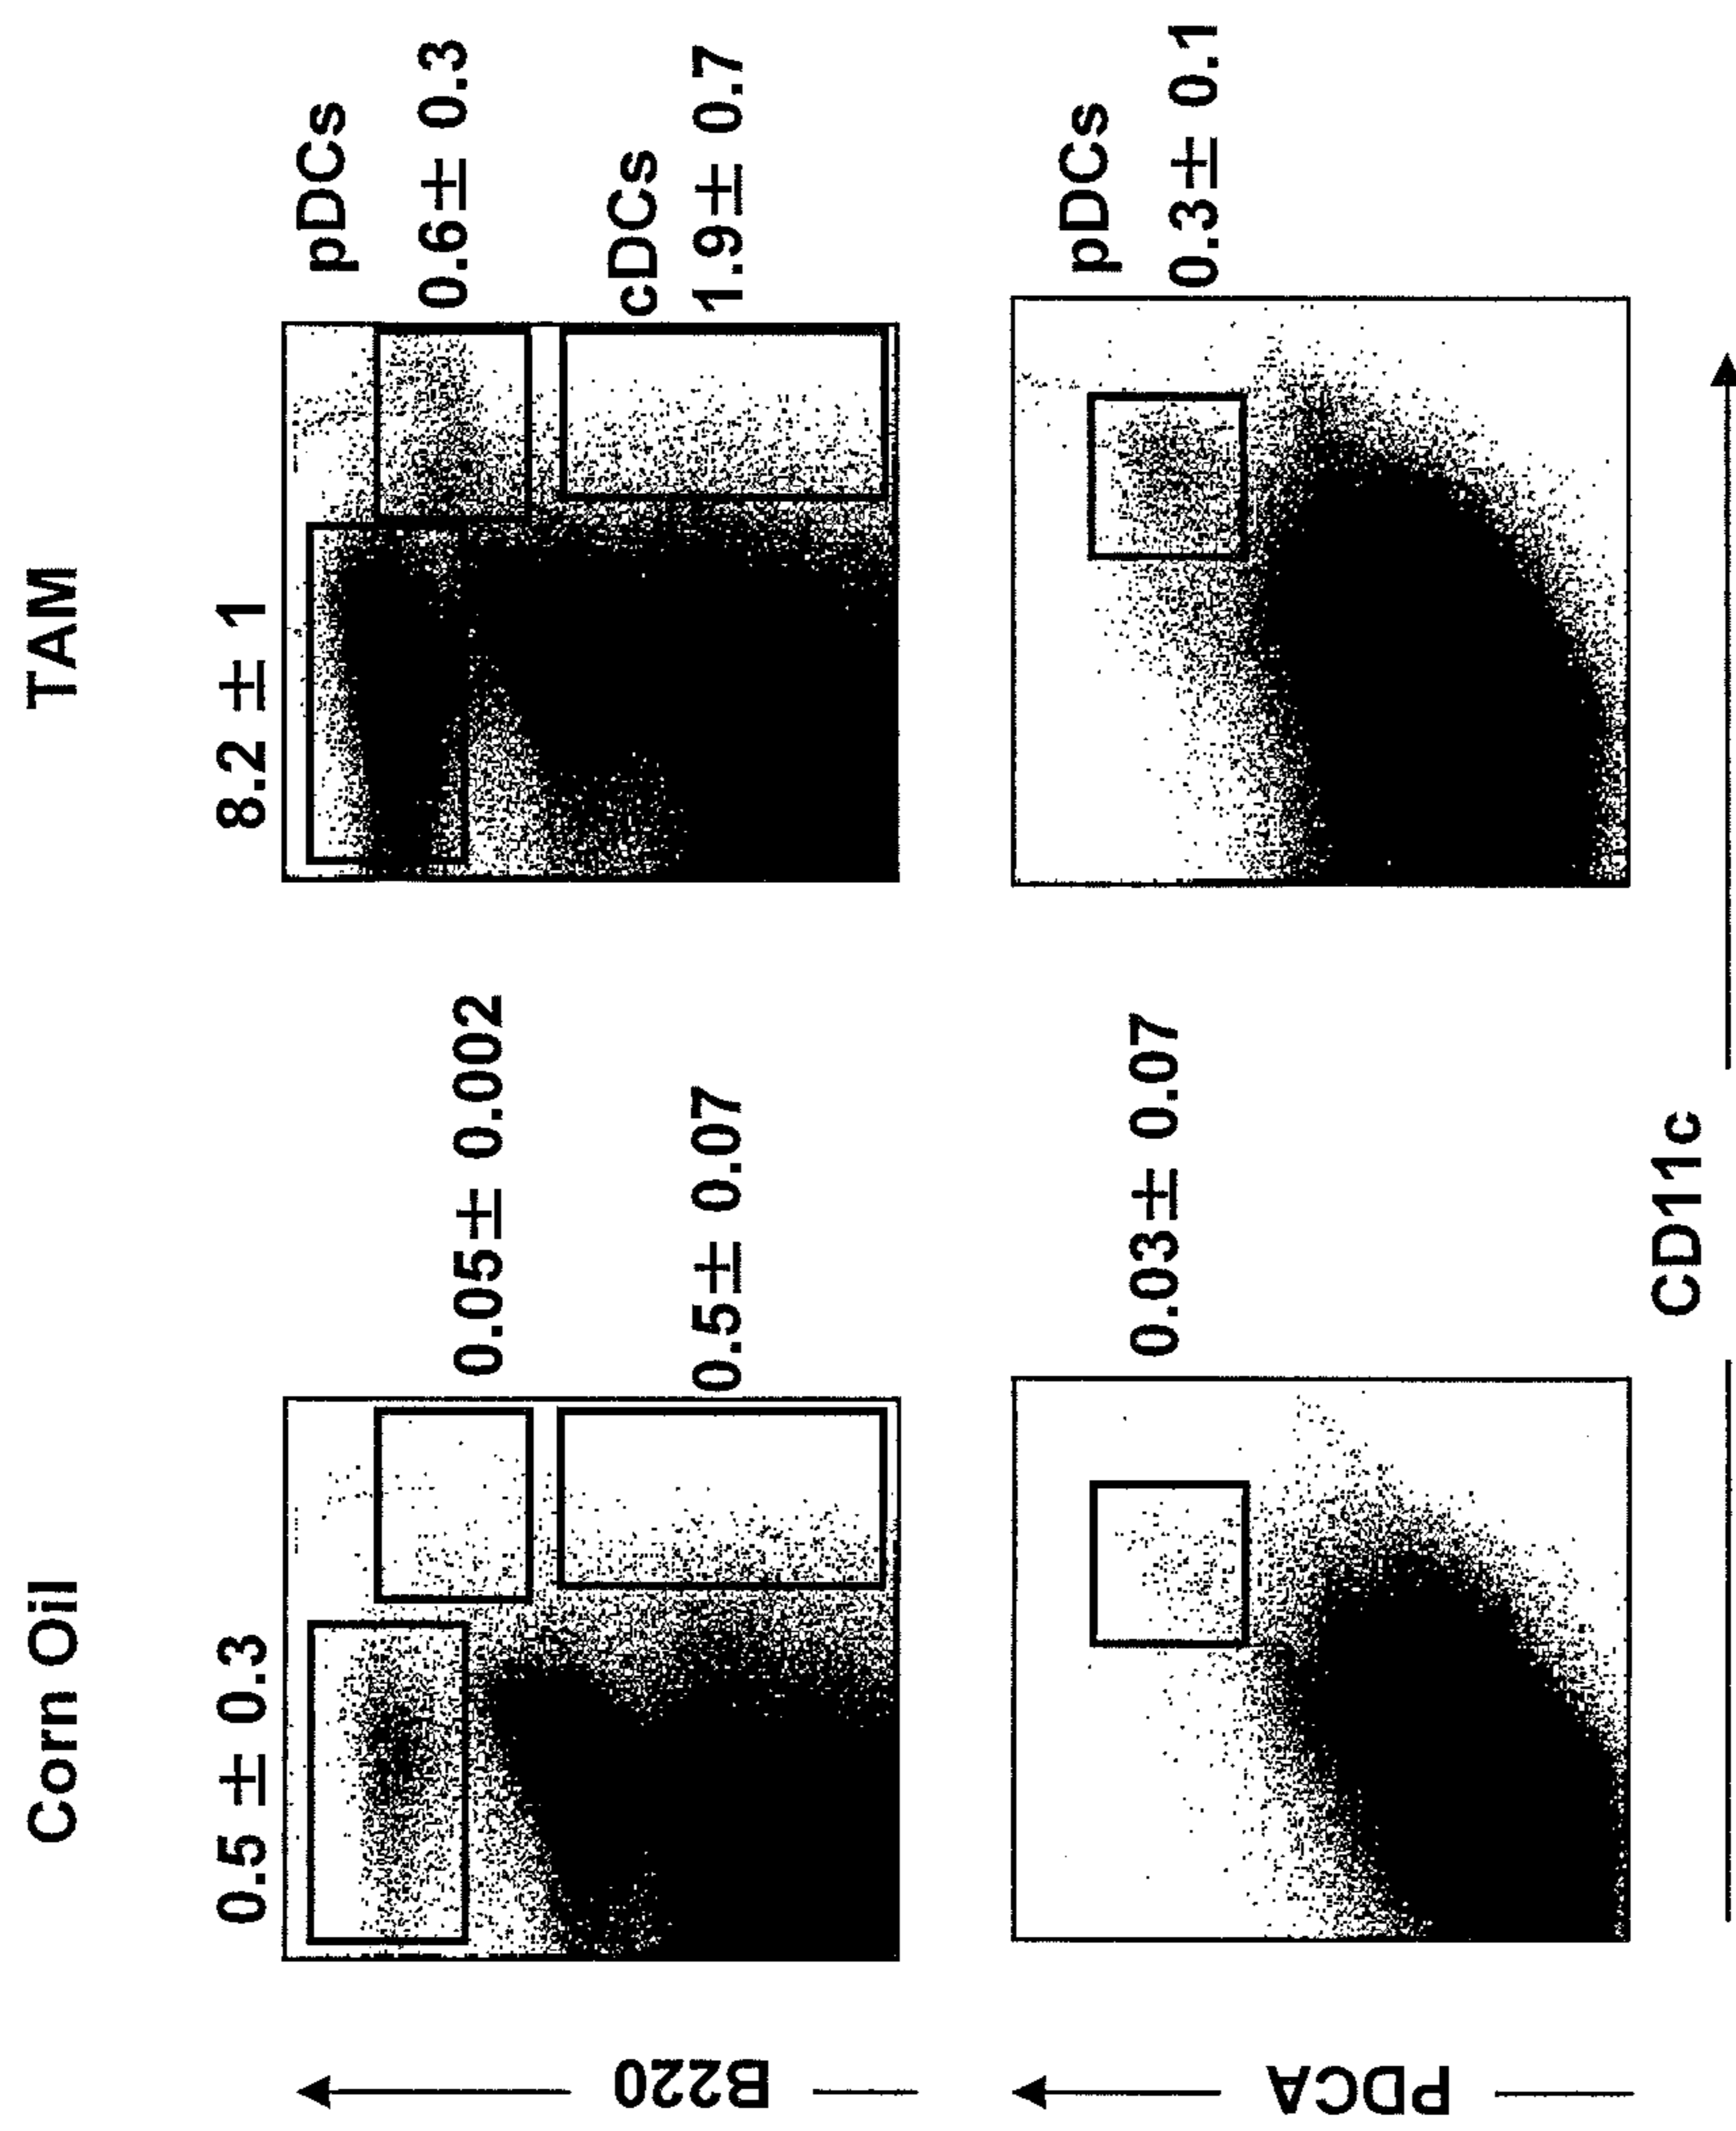 Corn Oil
TAM
0.5 ± 0.3
8.2 ± 1
0.05± 0.002
pDCs
0.6± 0.3
0.5± 0.07
cDCs
1.9± 0.7
B220
0.03± 0.07
pDCs
0.3± 0.1
PDCA
CD11c